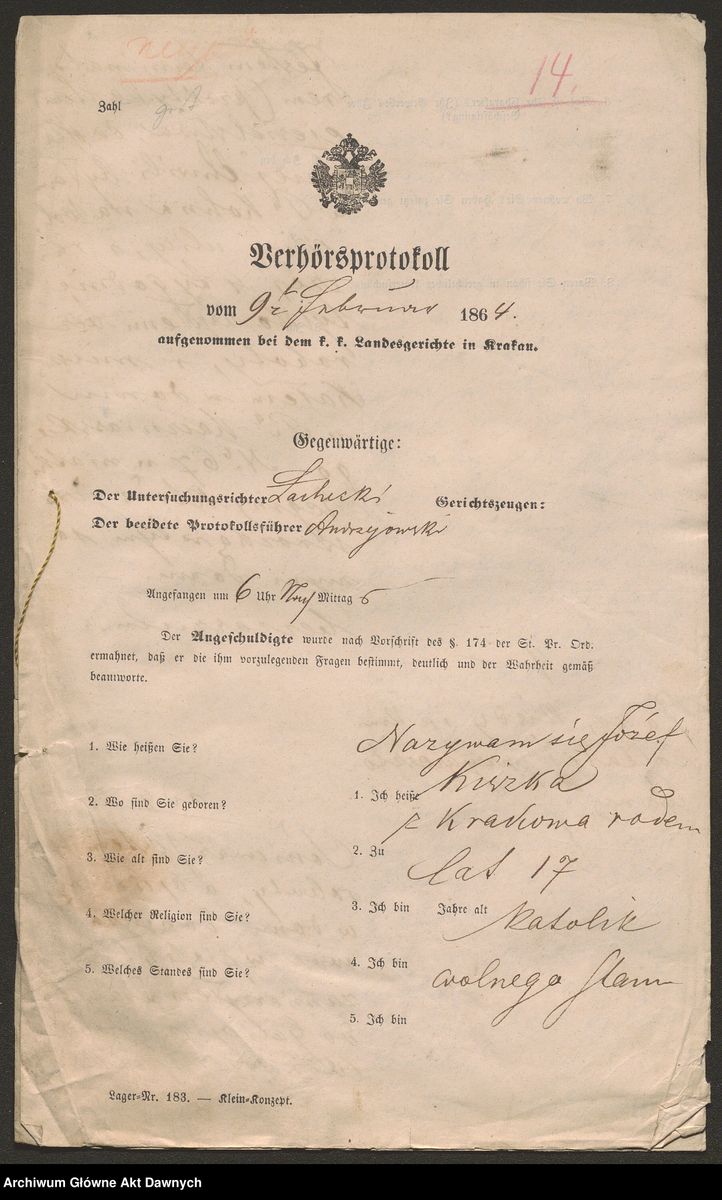 14.
Zahl
Verhörsprotokoll
vom 9t Februar 1864.
aufgenommen bei dem k. k. Landesgerichte in Krakau.
Gegenwärtige:
Der Untersuchungsrichter Lachecki Gerichtszeugen:
Der beeidete Protokollsführer Andrzejowski
Angefangen um 6 Uhr Nach Mittag
Der Angeschuldigte wurde nach Vorschrift des §. 174 der St. Pr. Ord.
ermahnet, daß er die ihm vorzulegenden Fragen bestimmt, deutlich und der Wahrheit gemäß
beantworte.
1. Wie heißen Sie?
Nazywam się Józef
Kiszka
1. Ich heiße
2. Wo sind Sie geboren?
z Krakowa rodem
2. Zu
3. Wie alt sind Sie?
lat 17
3. Ich bin Jahre alt
4. Welcher Religion sind Sie?
katolik
4. Ich bin
5. Welches Standes sind Sie?
wolnego stanu
5. Ich bin
Lager-Nr. 183. — Klein-Konzept.
Archiwum Główne Akt Dawnych